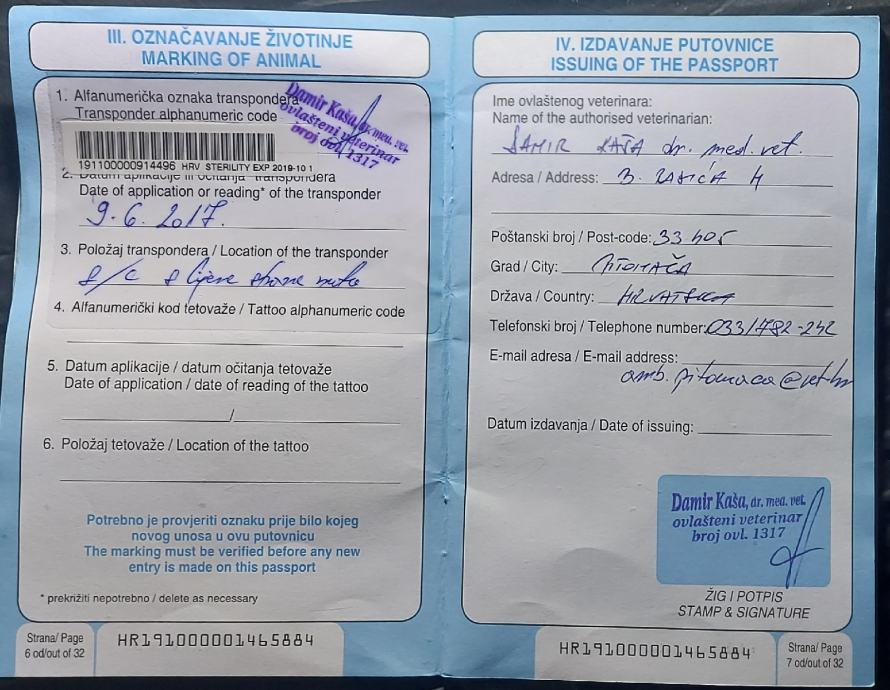 III. OZNAČAVANJE ŽIVOTINJE
MARKING OF ANIMAL
1. Alfanumerička oznaka transpondera
Transponder alphanumeric code
Damir Kaša, dr. med. vet.
ovlašteni veterinar
broj ovl. 1317
191100000914496 HRV STERILITY EXP 2019-10 1
2. Datum aplikacije ili očitanja transpondera
Date of application or reading* of the transponder
9.6.2017.
3. Položaj transpondera / Location of the transponder
s/c s lijeve strane
4. Alfanumerički kod tetovaže / Tattoo alphanumeric code
5. Datum aplikacije / datum očitanja tetovaže
Date of application / date of reading of the tattoo
/
6. Položaj tetovaže / Location of the tattoo
Potrebno je provjeriti oznaku prije bilo kojeg
novog unosa u ovu putovnicu
The marking must be verified before any new
entry is made on this passport
* prekrižiti nepotrebno / delete as necessary
Strana/ Page
6 od/out of 32
HR191000001465884
IV. IZDAVANJE PUTOVNICE
ISSUING OF THE PASSPORT
Ime ovlaštenog veterinara:
Name of the authorised veterinarian:
DAMIR KAŠA dr. med. vet.
Adresa / Address: B. RADIĆA 4
Poštanski broj / Post-code: 33 405
Grad / City: PITOMAČA
Država / Country: HRVATSKA
Telefonski broj / Telephone number: 033/782-242
E-mail adresa / E-mail address:
amb.pitomaca@vet.hr
Datum izdavanja / Date of issuing:
Damir Kaša, dr. med. vet.
ovlašteni veterinar
broj ovl. 1317
ŽIG I POTPIS
STAMP & SIGNATURE
HR191000001465884
Strana/ Page
7 od/out of 32